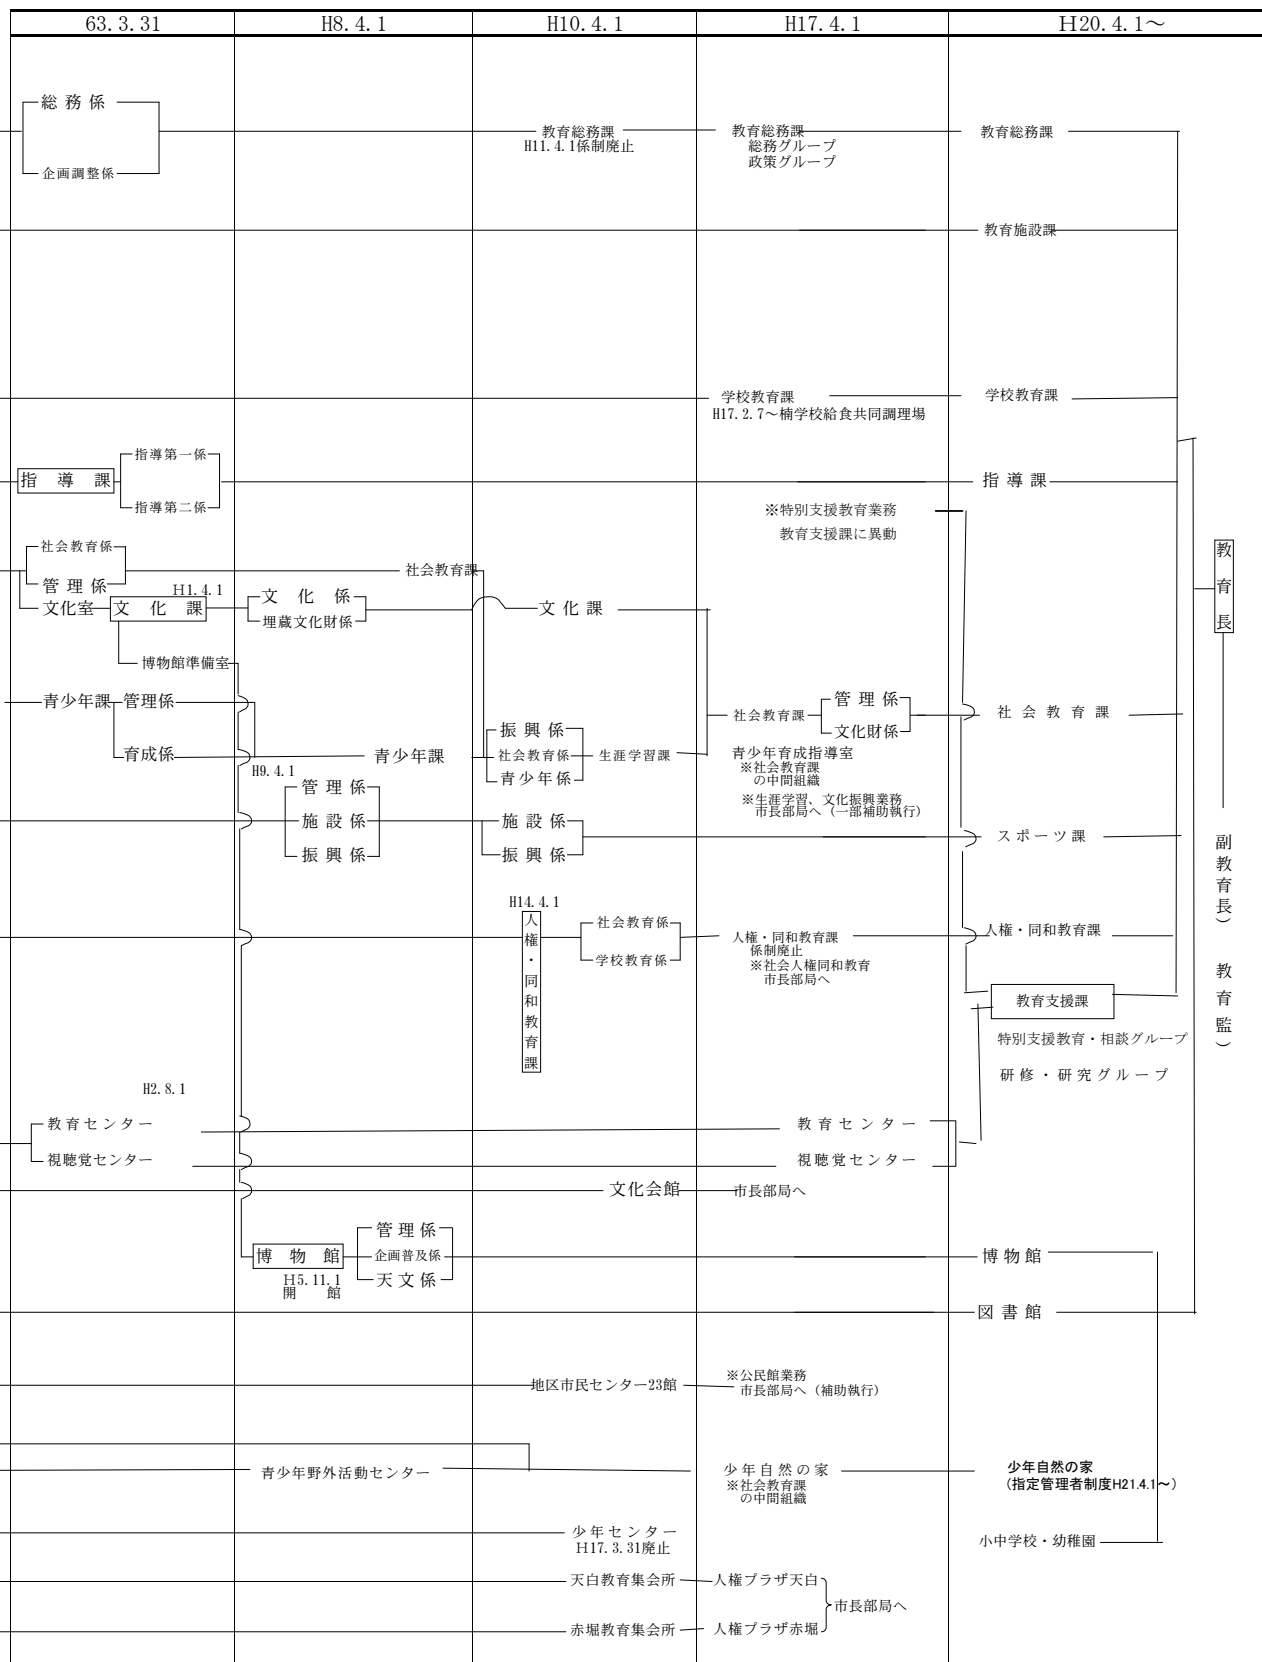 63.3.31 H8.4.1 H10.4.1 H17.4.1 H20.4.1～
総務係
企画調整係
教育総務課
H11.4.1係制廃止
教育総務課
総務グループ
政策グループ
教育総務課
教育施設課
学校教育課
H17.2.7～楠学校給食共同調理場
学校教育課
指導課
指導第一係
指導第二係
指導課
※特別支援教育業務
教育支援課に異動
社会教育係
管理係
社会教育課
文化室
H1.4.1
文化課
文化係
埋蔵文化財係
文化課
博物館準備室
青少年課
管理係
育成係
青少年課
振興係
社会教育係
青少年係
生涯学習課
社会教育課
管理係
文化財係
社会教育課
青少年育成指導室
※社会教育課
の中間組織
※生涯学習、文化振興業務
市長部局へ（一部補助執行）
H9.4.1
管理係
施設係
振興係
施設係
振興係
スポーツ課
H14.4.1
人権・同和教育課
社会教育係
学校教育係
人権・同和教育課
係制廃止
※社会人権同和教育
市長部局へ
人権・同和教育課
教育支援課
特別支援教育・相談グループ
研修・研究グループ
教育長
副教育長）
教育監）
H2.8.1
教育センター
視聴覚センター
教育センター
視聴覚センター
文化会館
市長部局へ
博物館
H5.11.1
開館
管理係
企画普及係
天文係
博物館
図書館
地区市民センター23館
※公民館業務
市長部局へ（補助執行）
青少年野外活動センター
少年自然の家
※社会教育課
の中間組織
少年自然の家
（指定管理者制度H21.4.1～）
少年センター
H17.3.31廃止
小中学校・幼稚園
天白教育集会所
人権プラザ天白
市長部局へ
赤堀教育集会所
人権プラザ赤堀